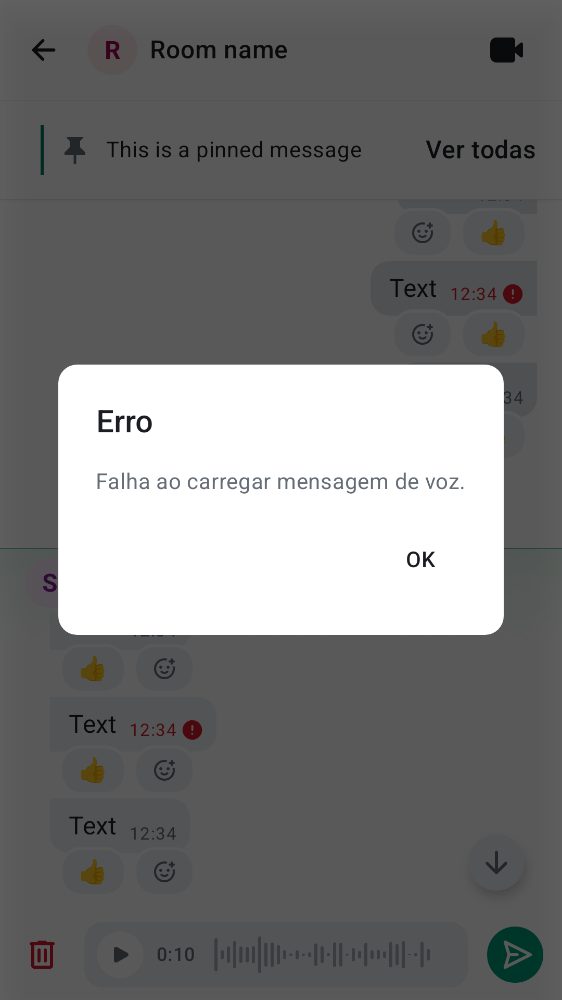 R
Room name
This is a pinned message
Ver todas
Text 12:34
34
Erro
Falha ao carregar mensagem de voz.
OK
S
Text 12:34
Text 12:34
0:10